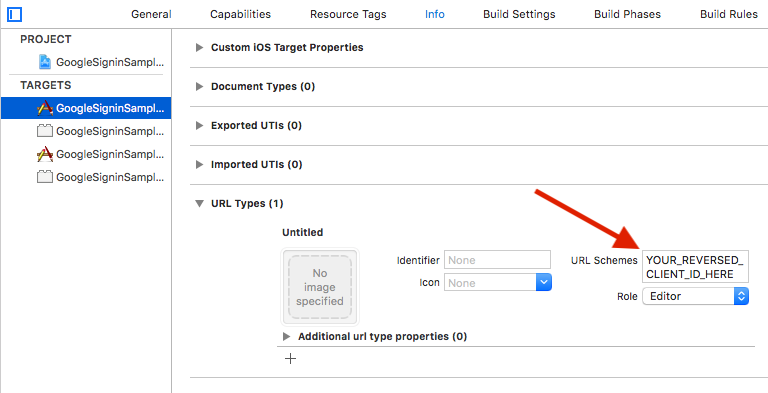 General Capabilities Resource Tags Info Build Settings Build Phases Build Rules
PROJECT
GoogleSigninSampl...
TARGETS
GoogleSigninSampl...
GoogleSigninSampl...
GoogleSigninSampl...
GoogleSigninSampl...
Custom iOS Target Properties
Document Types (0)
Exported UTIs (0)
Imported UTIs (0)
URL Types (1)
Untitled
No
image
specified
Identifier None
Icon None
URL Schemes YOUR_REVERSED_
CLIENT_ID_HERE
Role Editor
Additional url type properties (0)